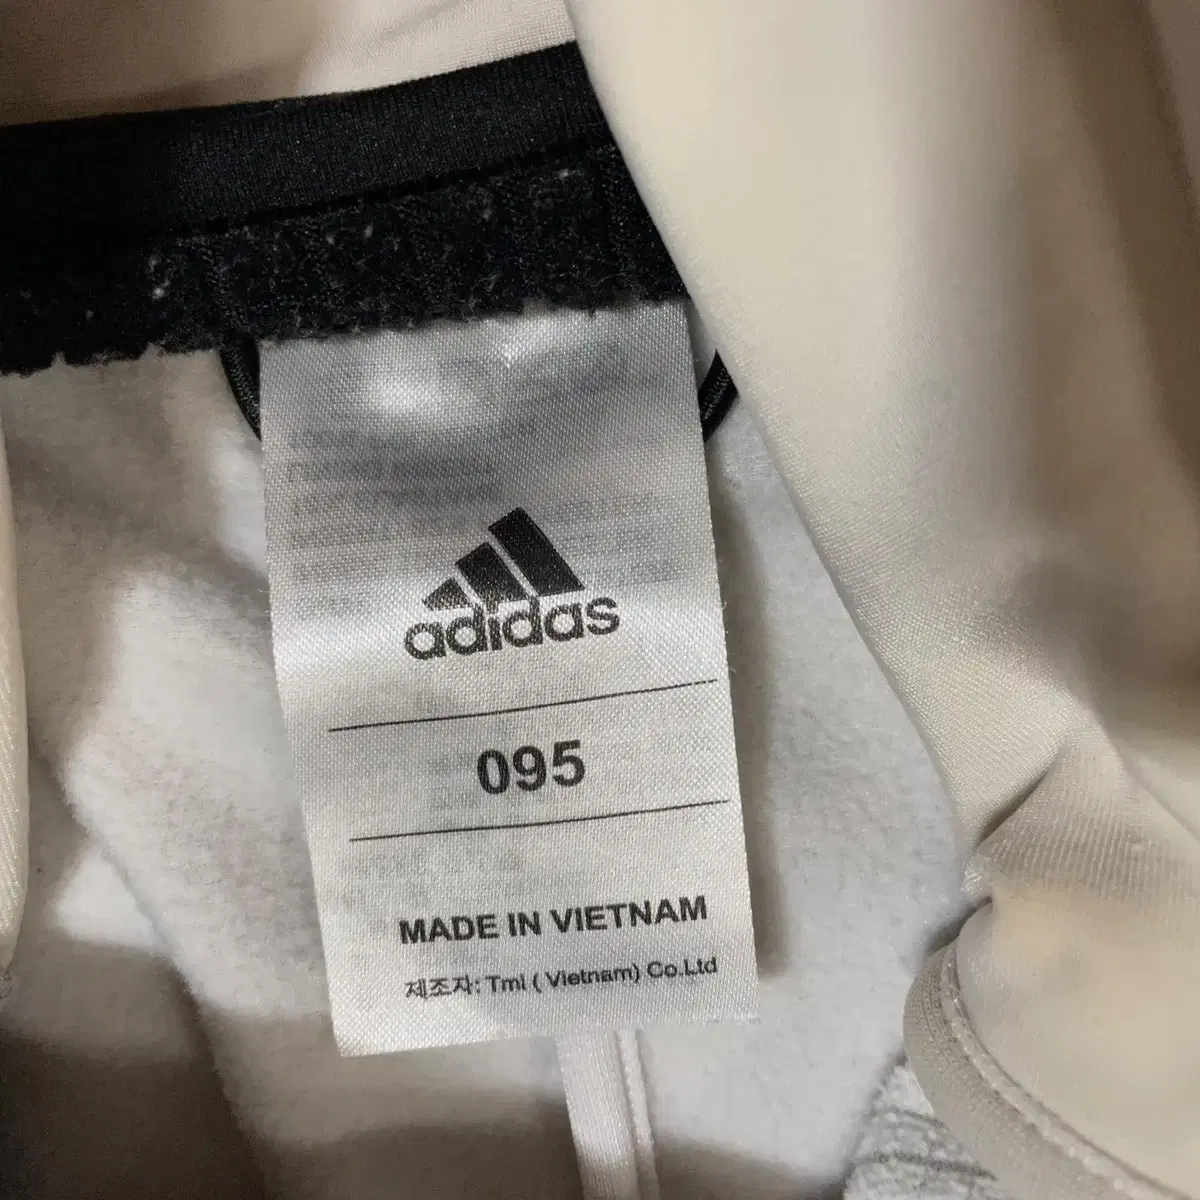 adidas
095
MADE IN VIETNAM
제조자: Tml ( Vietnam) Co.Ltd